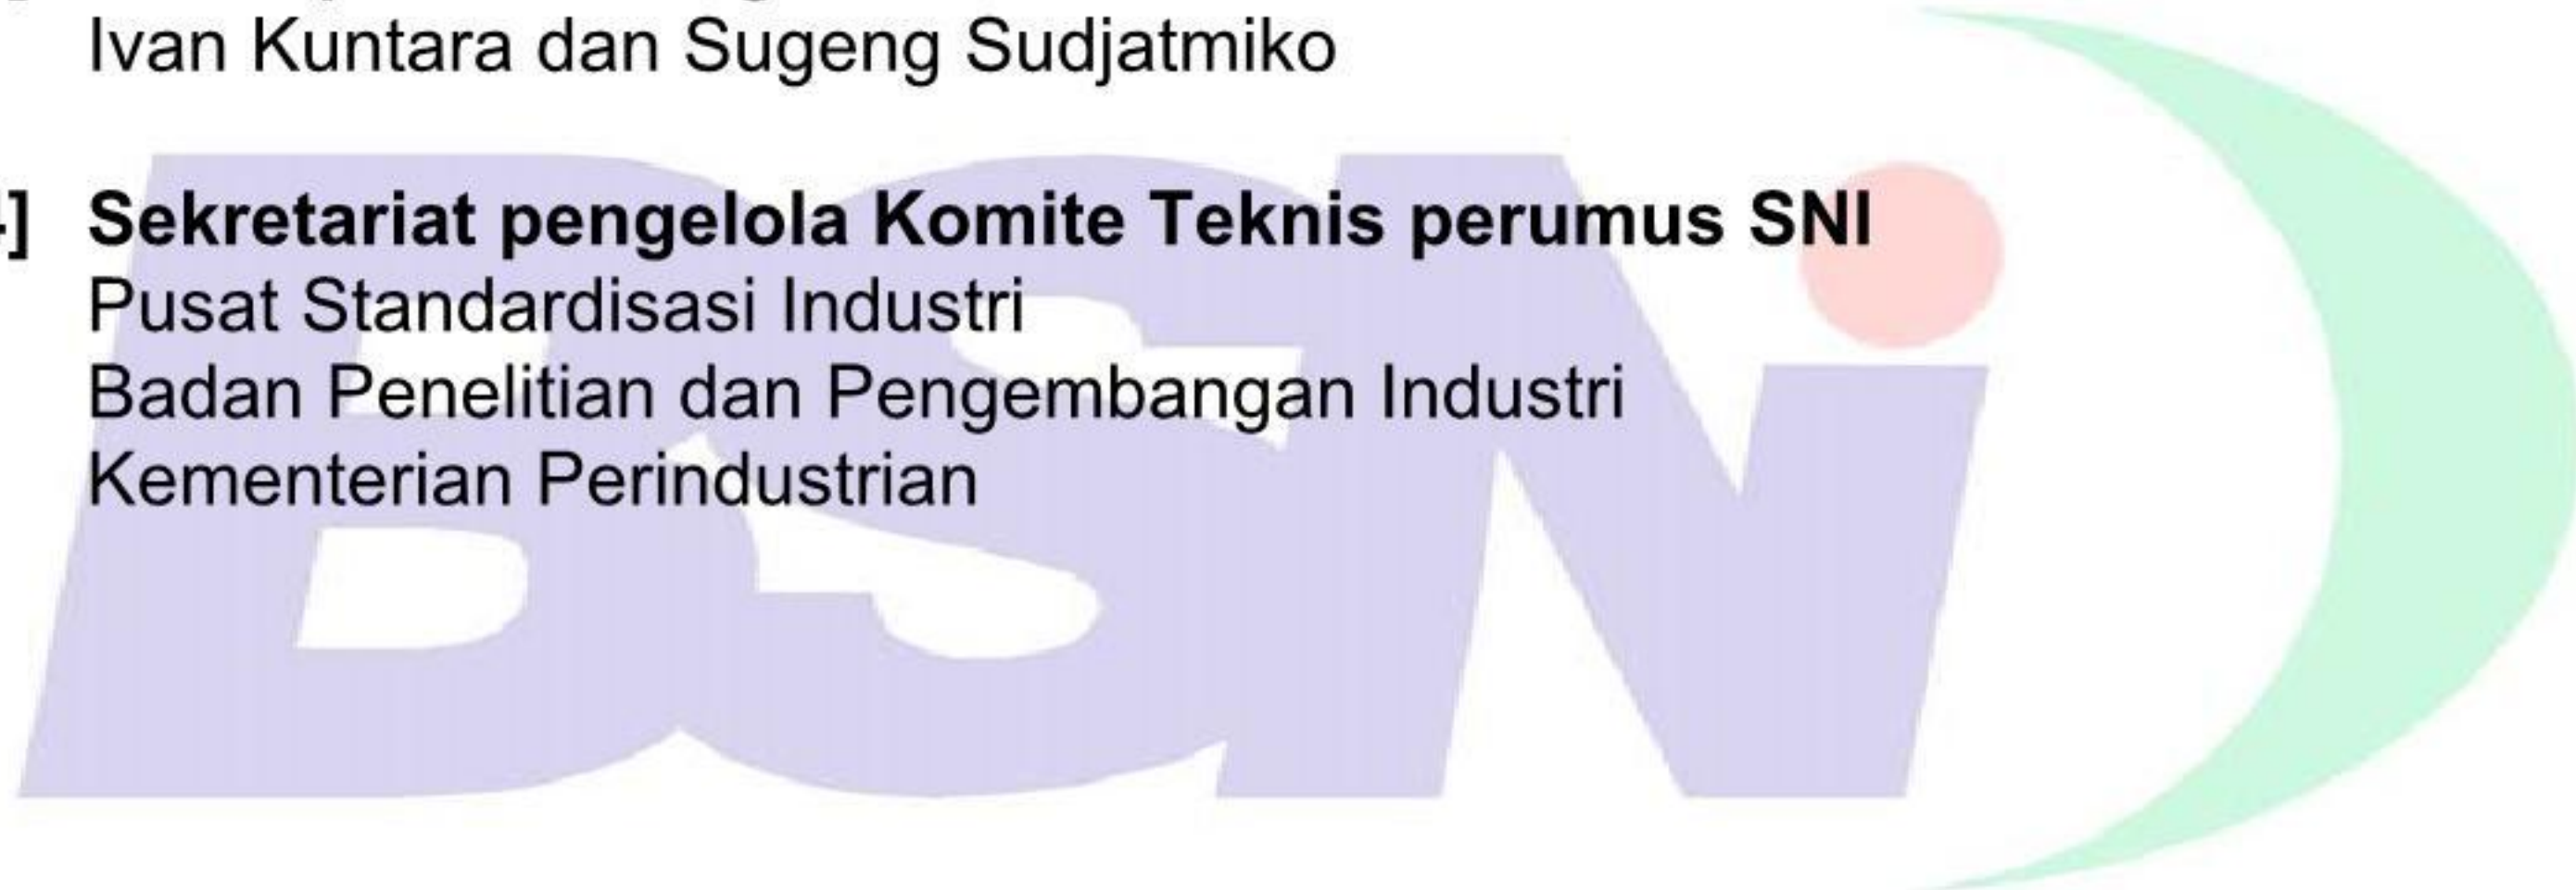 Ivan Kuntara dan Sugeng Sudjatmiko
] Sekretariat pengelola Komite Teknis perumus SNI
Pusat Standardisasi Industri
Badan Penelitian dan Pengembangan Industri
Kementerian Perindustrian
BSNi